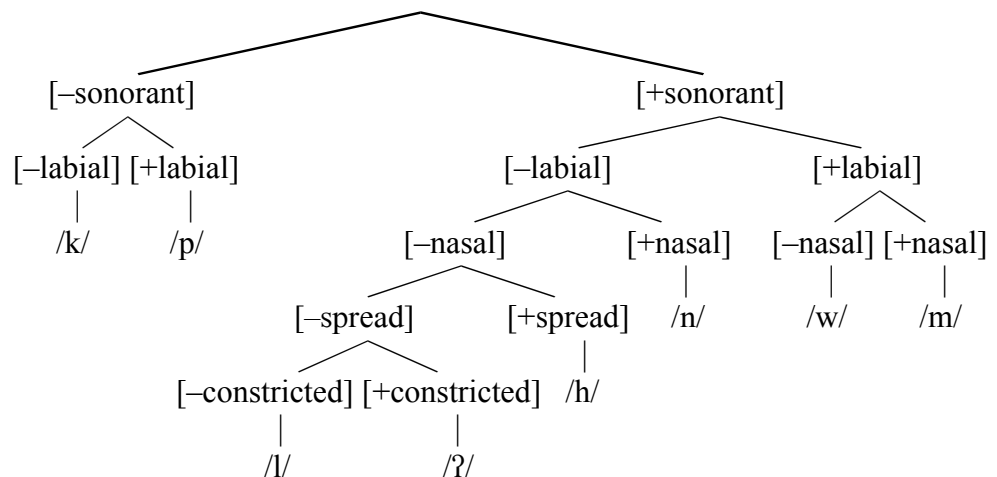 [–sonorant] [+sonorant]
[–labial] [+labial] [–labial] [+labial]
/k/ /p/ [–nasal] [+nasal] [–nasal] [+nasal]
[–spread] [+spread] /n/ /w/ /m/
[–constricted] [+constricted] /h/
/l/ /ʔ/